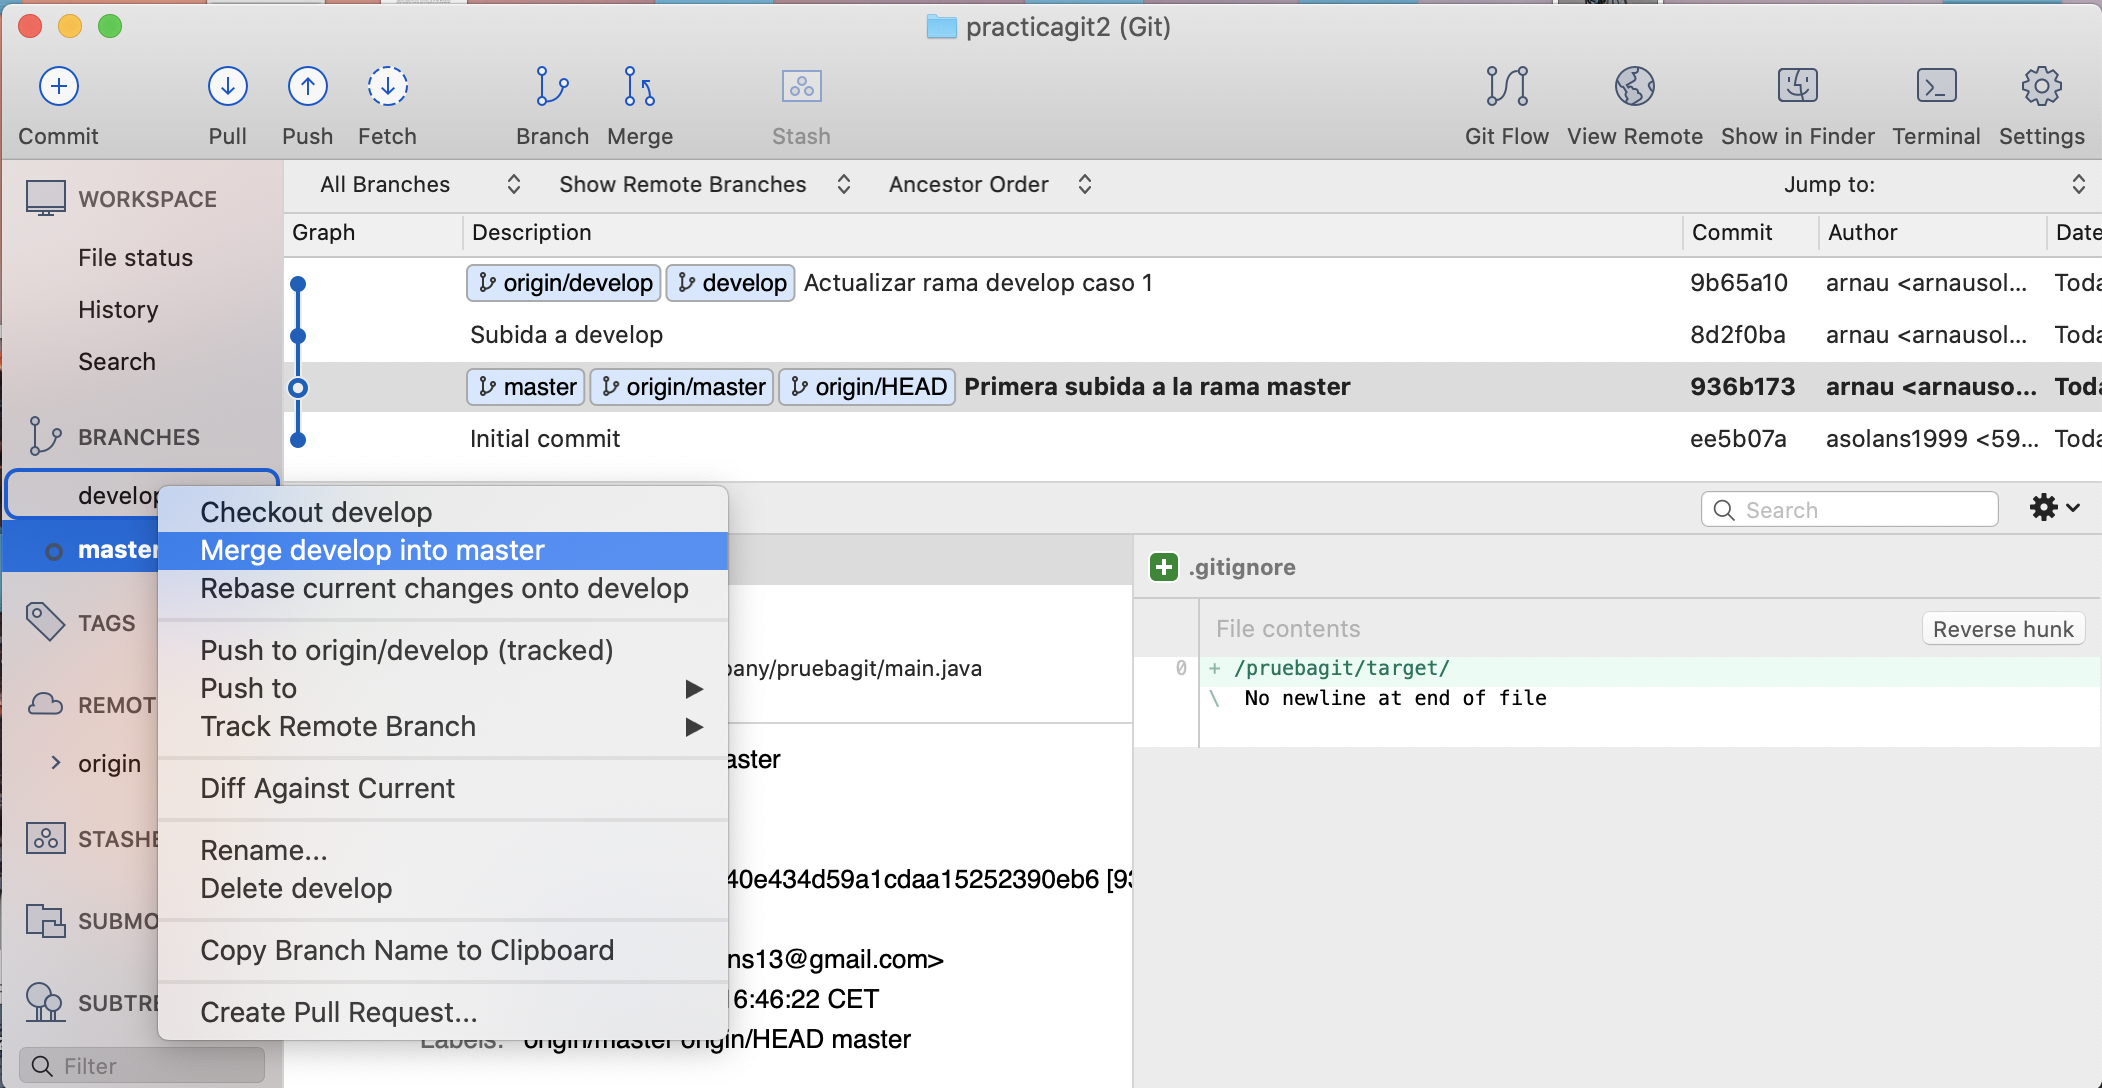 practicagit2 (Git)
Commit Pull Push Fetch Branch Merge Stash Git Flow View Remote Show in Finder Terminal Settings
WORKSPACE
File status
History
Search
BRANCHES
develop
master
TAGS
REMOT
origin
STASHE
SUBMO
SUBTRE
Filter
All Branches Show Remote Branches Ancestor Order Jump to:
Graph Description Commit Author Date
origin/develop develop Actualizar rama develop caso 1 9b65a10 arnau <arnausol... Toda
Subida a develop 8d2f0ba arnau <arnausol... Toda
master origin/master origin/HEAD Primera subida a la rama master 936b173 arnau <arnauso... Toda
Initial commit ee5b07a asolans1999 <59... Toda
Search
Checkout develop
Merge develop into master
Rebase current changes onto develop
Push to origin/develop (tracked)
Push to
Track Remote Branch
Diff Against Current
Rename...
Delete develop
Copy Branch Name to Clipboard
Create Pull Request...
pany/pruebagit/main.java
aster
40e434d59a1cdaa15252390eb6 [93
ns13@gmail.com>
6:46:22 CET
Labels: origin/master origin/HEAD master
.gitignore
File contents Reverse hunk
0 + /pruebagit/target/
\ No newline at end of file